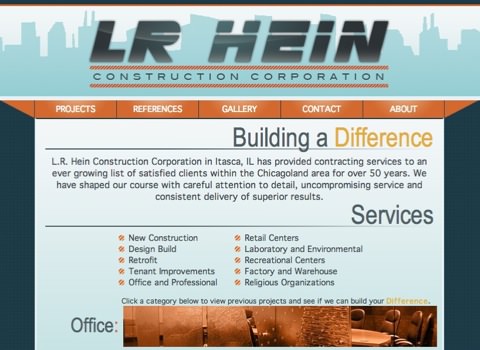 LR HEIN
CONSTRUCTION CORPORATION
PROJECTS REFERENCES GALLERY CONTACT ABOUT
Building a Difference
L.R. Hein Construction Corporation in Itasca, IL has provided contracting services to an
ever growing list of satisfied clients within the Chicagoland area for over 50 years. We
have shaped our course with careful attention to detail, uncompromising service and
consistent delivery of superior results.
Services
New Construction
Design Build
Retrofit
Tenant Improvements
Office and Professional
Retail Centers
Laboratory and Environmental
Recreational Centers
Factory and Warehouse
Religious Organizations
Click a category below to view previous projects and see if we can build your Difference.
Office: